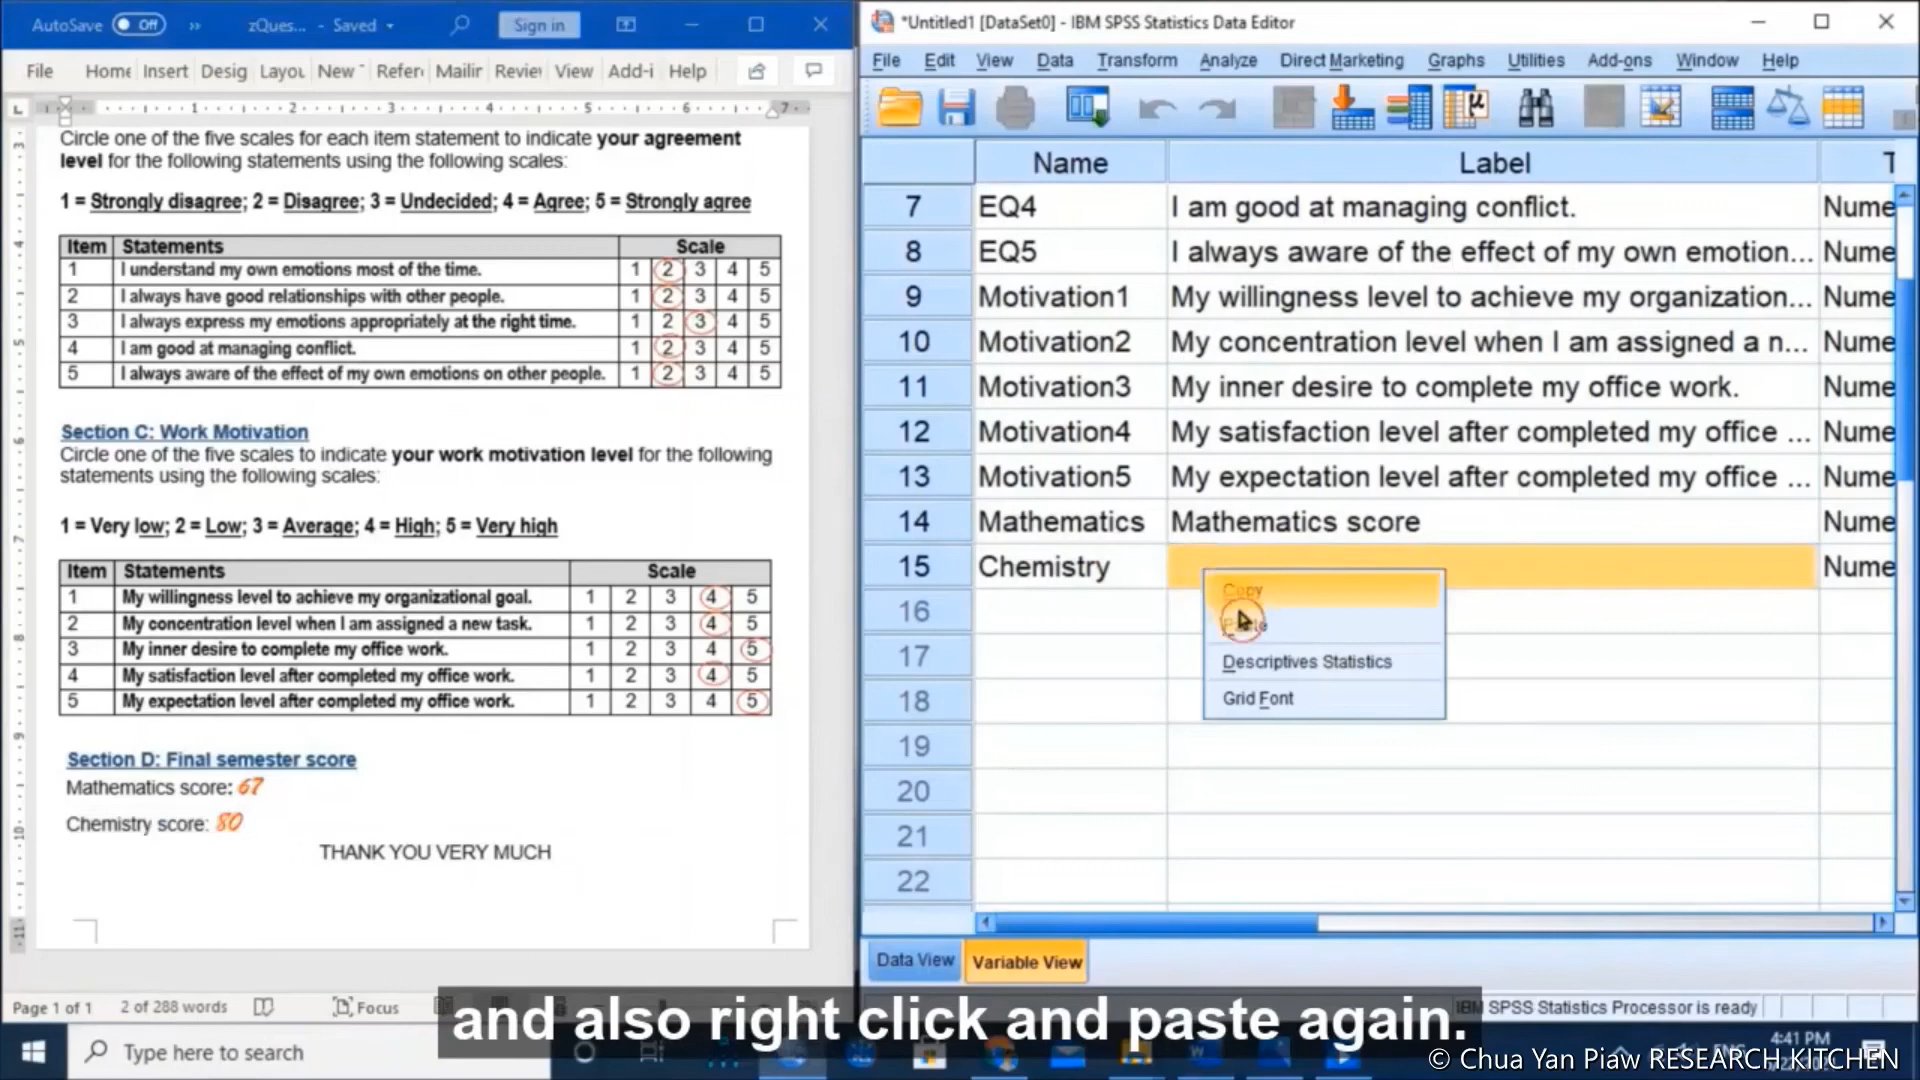 AutoSave Off zQues... - Saved Sign in
File Home Insert Desig Layou New Refer Mailin Review View Add-i Help
1 2 3 4 5 6 7
Circle one of the five scales for each item statement to indicate your agreement
level for the following statements using the following scales:
1 = Strongly disagree; 2 = Disagree; 3 = Undecided; 4 = Agree; 5 = Strongly agree
Item Statements Scale
1 I understand my own emotions most of the time. 1 2 3 4 5
2 I always have good relationships with other people. 1 2 3 4 5
3 I always express my emotions appropriately at the right time. 1 2 3 4 5
4 I am good at managing conflict. 1 2 3 4 5
5 I always aware of the effect of my own emotions on other people. 1 2 3 4 5
Section C: Work Motivation
Circle one of the five scales to indicate your work motivation level for the following
statements using the following scales:
1 = Very low; 2 = Low; 3 = Average; 4 = High; 5 = Very high
Item Statements Scale
1 My willingness level to achieve my organizational goal. 1 2 3 4 5
2 My concentration level when I am assigned a new task. 1 2 3 4 5
3 My inner desire to complete my office work. 1 2 3 4 5
4 My satisfaction level after completed my office work. 1 2 3 4 5
5 My expectation level after completed my office work. 1 2 3 4 5
Section D: Final semester score
Mathematics score: 67
Chemistry score: 80
THANK YOU VERY MUCH
Page 1 of 1 2 of 288 words Focus
*Untitled1 [DataSet0] - IBM SPSS Statistics Data Editor
File Edit View Data Transform Analyze Direct Marketing Graphs Utilities Add-ons Window Help
Name Label T
7 EQ4 I am good at managing conflict. Nume
8 EQ5 I always aware of the effect of my own emotion... Nume
9 Motivation1 My willingness level to achieve my organization... Nume
10 Motivation2 My concentration level when I am assigned a n... Nume
11 Motivation3 My inner desire to complete my office work. Nume
12 Motivation4 My satisfaction level after completed my office ... Nume
13 Motivation5 My expectation level after completed my office ... Nume
14 Mathematics Mathematics score Nume
15 Chemistry Nume
16
17
18
19
20
21
22
Copy
Paste
Descriptives Statistics
Grid Font
Data View Variable View
IBM SPSS Statistics Processor is ready
and also right click and paste again.
Type here to search
4:41 PM
© Chua Yan Piaw RESEARCH KITCHEN